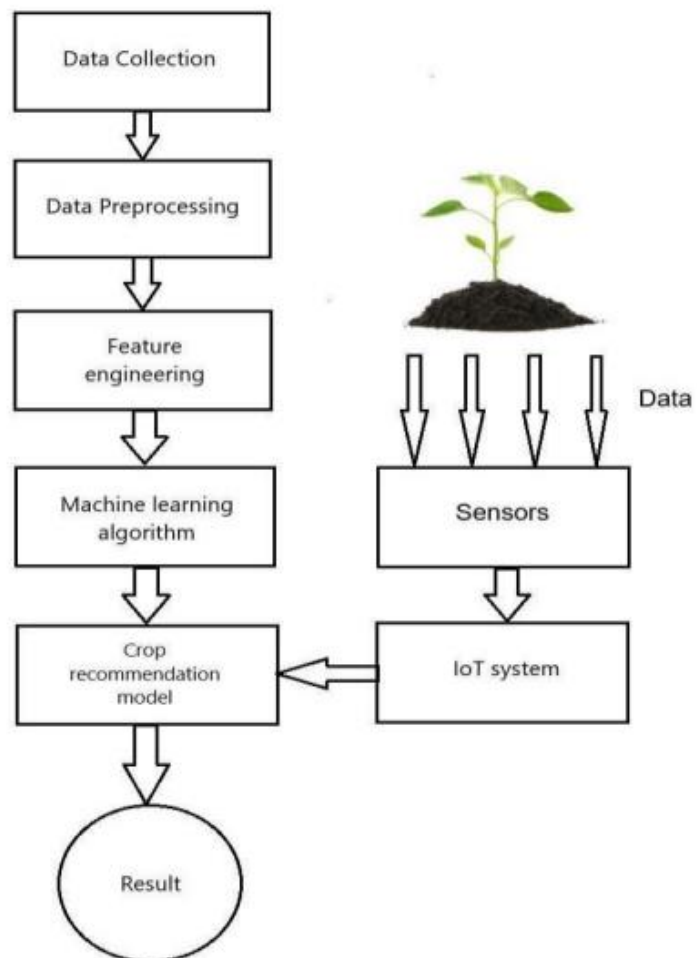 Data Collection
Data Preprocessing
Feature
engineering
Data
Machine learning
algorithm
Sensors
Crop
recommendation
model
IoT system
Result